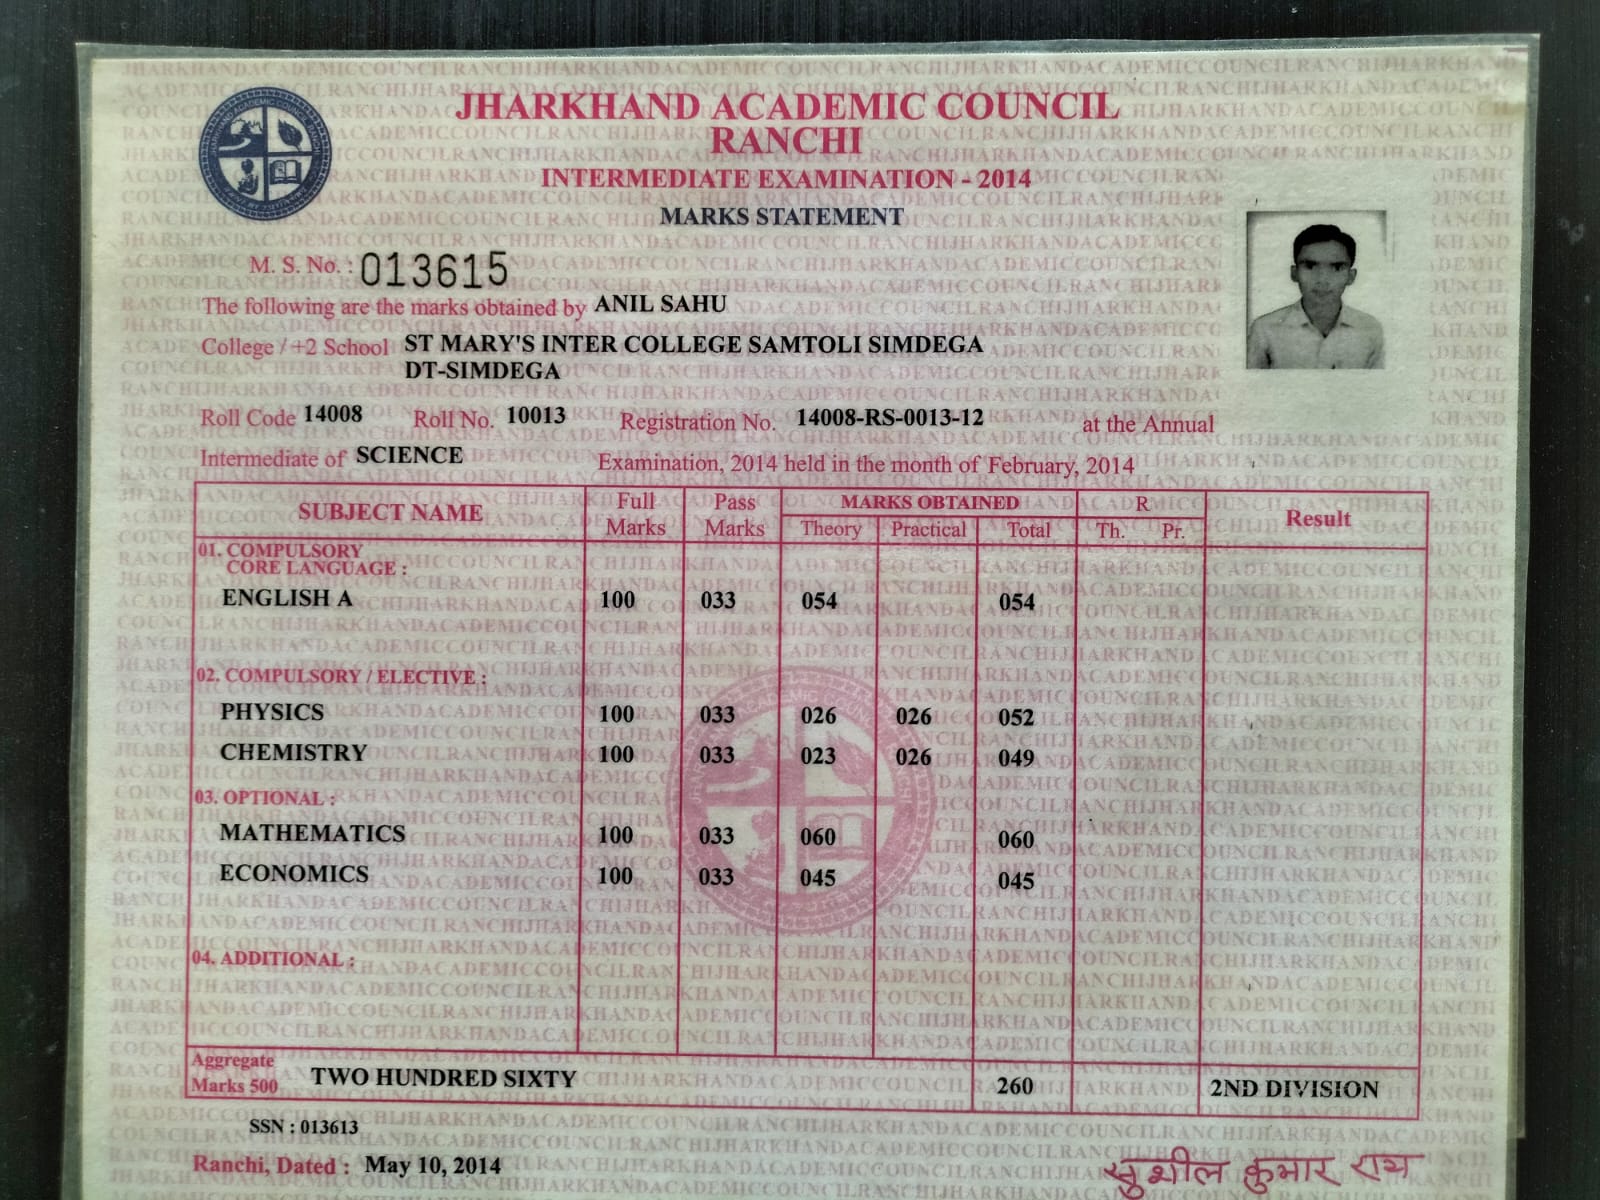 JHARKHAND ACADEMIC COUNCIL
RANCHI
INTERMEDIATE EXAMINATION - 2014
MARKS STATEMENT
M. S. No. : 013615
The following are the marks obtained by ANIL SAHU
College / +2 School ST MARY'S INTER COLLEGE SAMTOLI SIMDEGA
DT-SIMDEGA
Roll Code 14008 Roll No. 10013 Registration No. 14008-RS-0013-12 at the Annual
Intermediate of SCIENCE Examination, 2014 held in the month of February, 2014
SUBJECT NAME Full Marks Pass Marks MARKS OBTAINED R Result
Theory Practical Total Th. Pr.
01. COMPULSORY
CORE LANGUAGE :
ENGLISH A 100 033 054 054
02. COMPULSORY / ELECTIVE :
PHYSICS 100 033 026 026 052
CHEMISTRY 100 033 023 026 049
03. OPTIONAL :
MATHEMATICS 100 033 060 060
ECONOMICS 100 033 045 045
04. ADDITIONAL :
Aggregate
Marks 500 TWO HUNDRED SIXTY 260 2ND DIVISION
SSN : 013613
Ranchi, Dated : May 10, 2014
सुशील कुमार राय